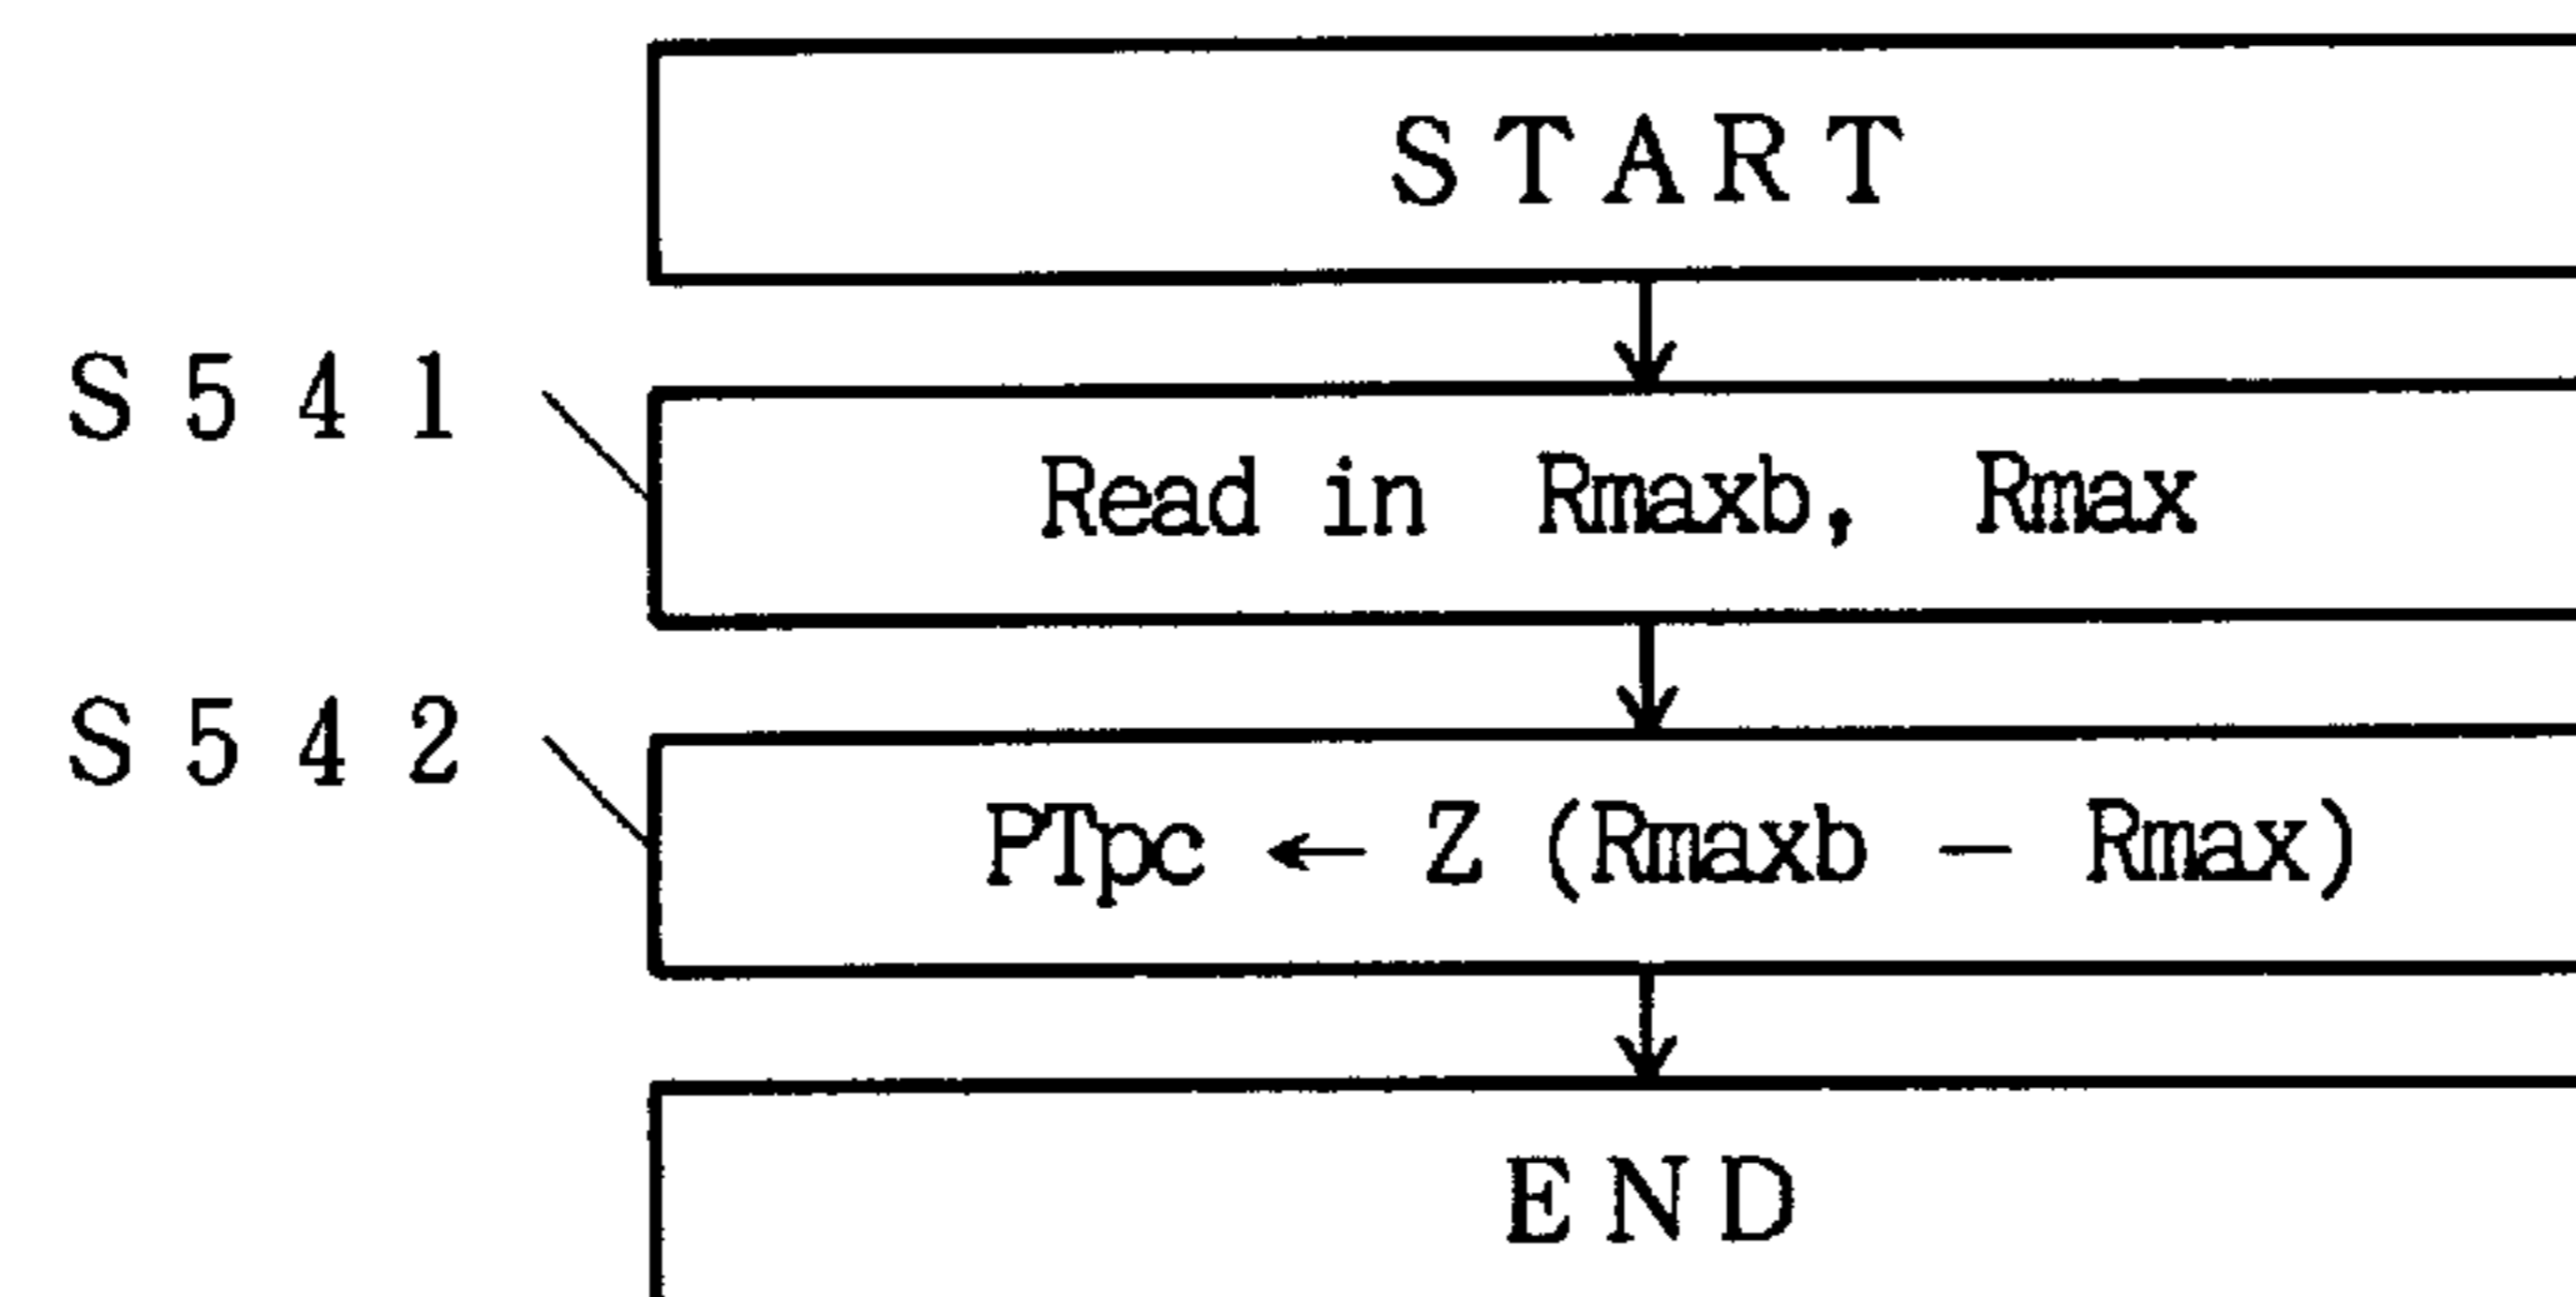 START
S541
Read in Rmaxb, Rmax
S542
PTpc ← Z (Rmaxb − Rmax)
END